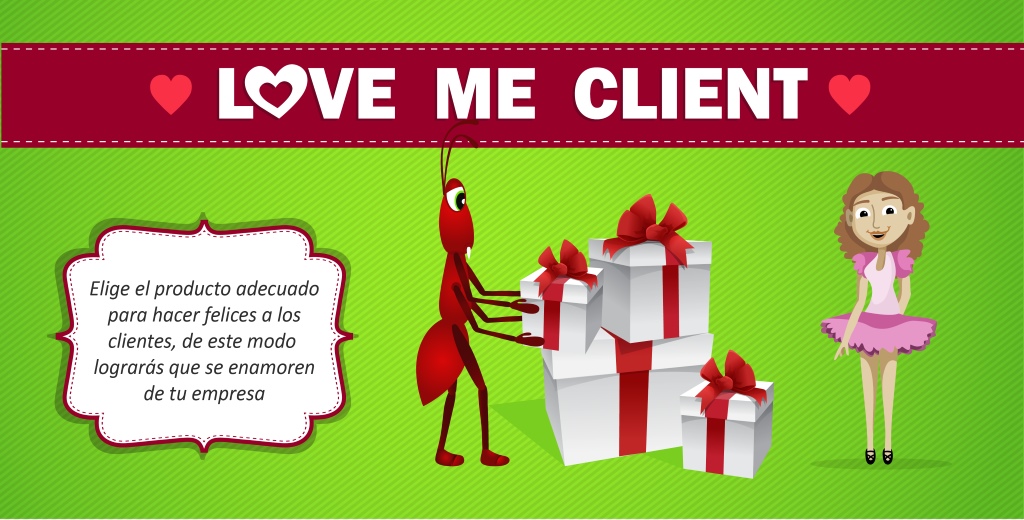 LOVE ME CLIENT
Elige el producto adecuado
para hacer felices a los
clientes, de este modo
lograrás que se enamoren
de tu empresa